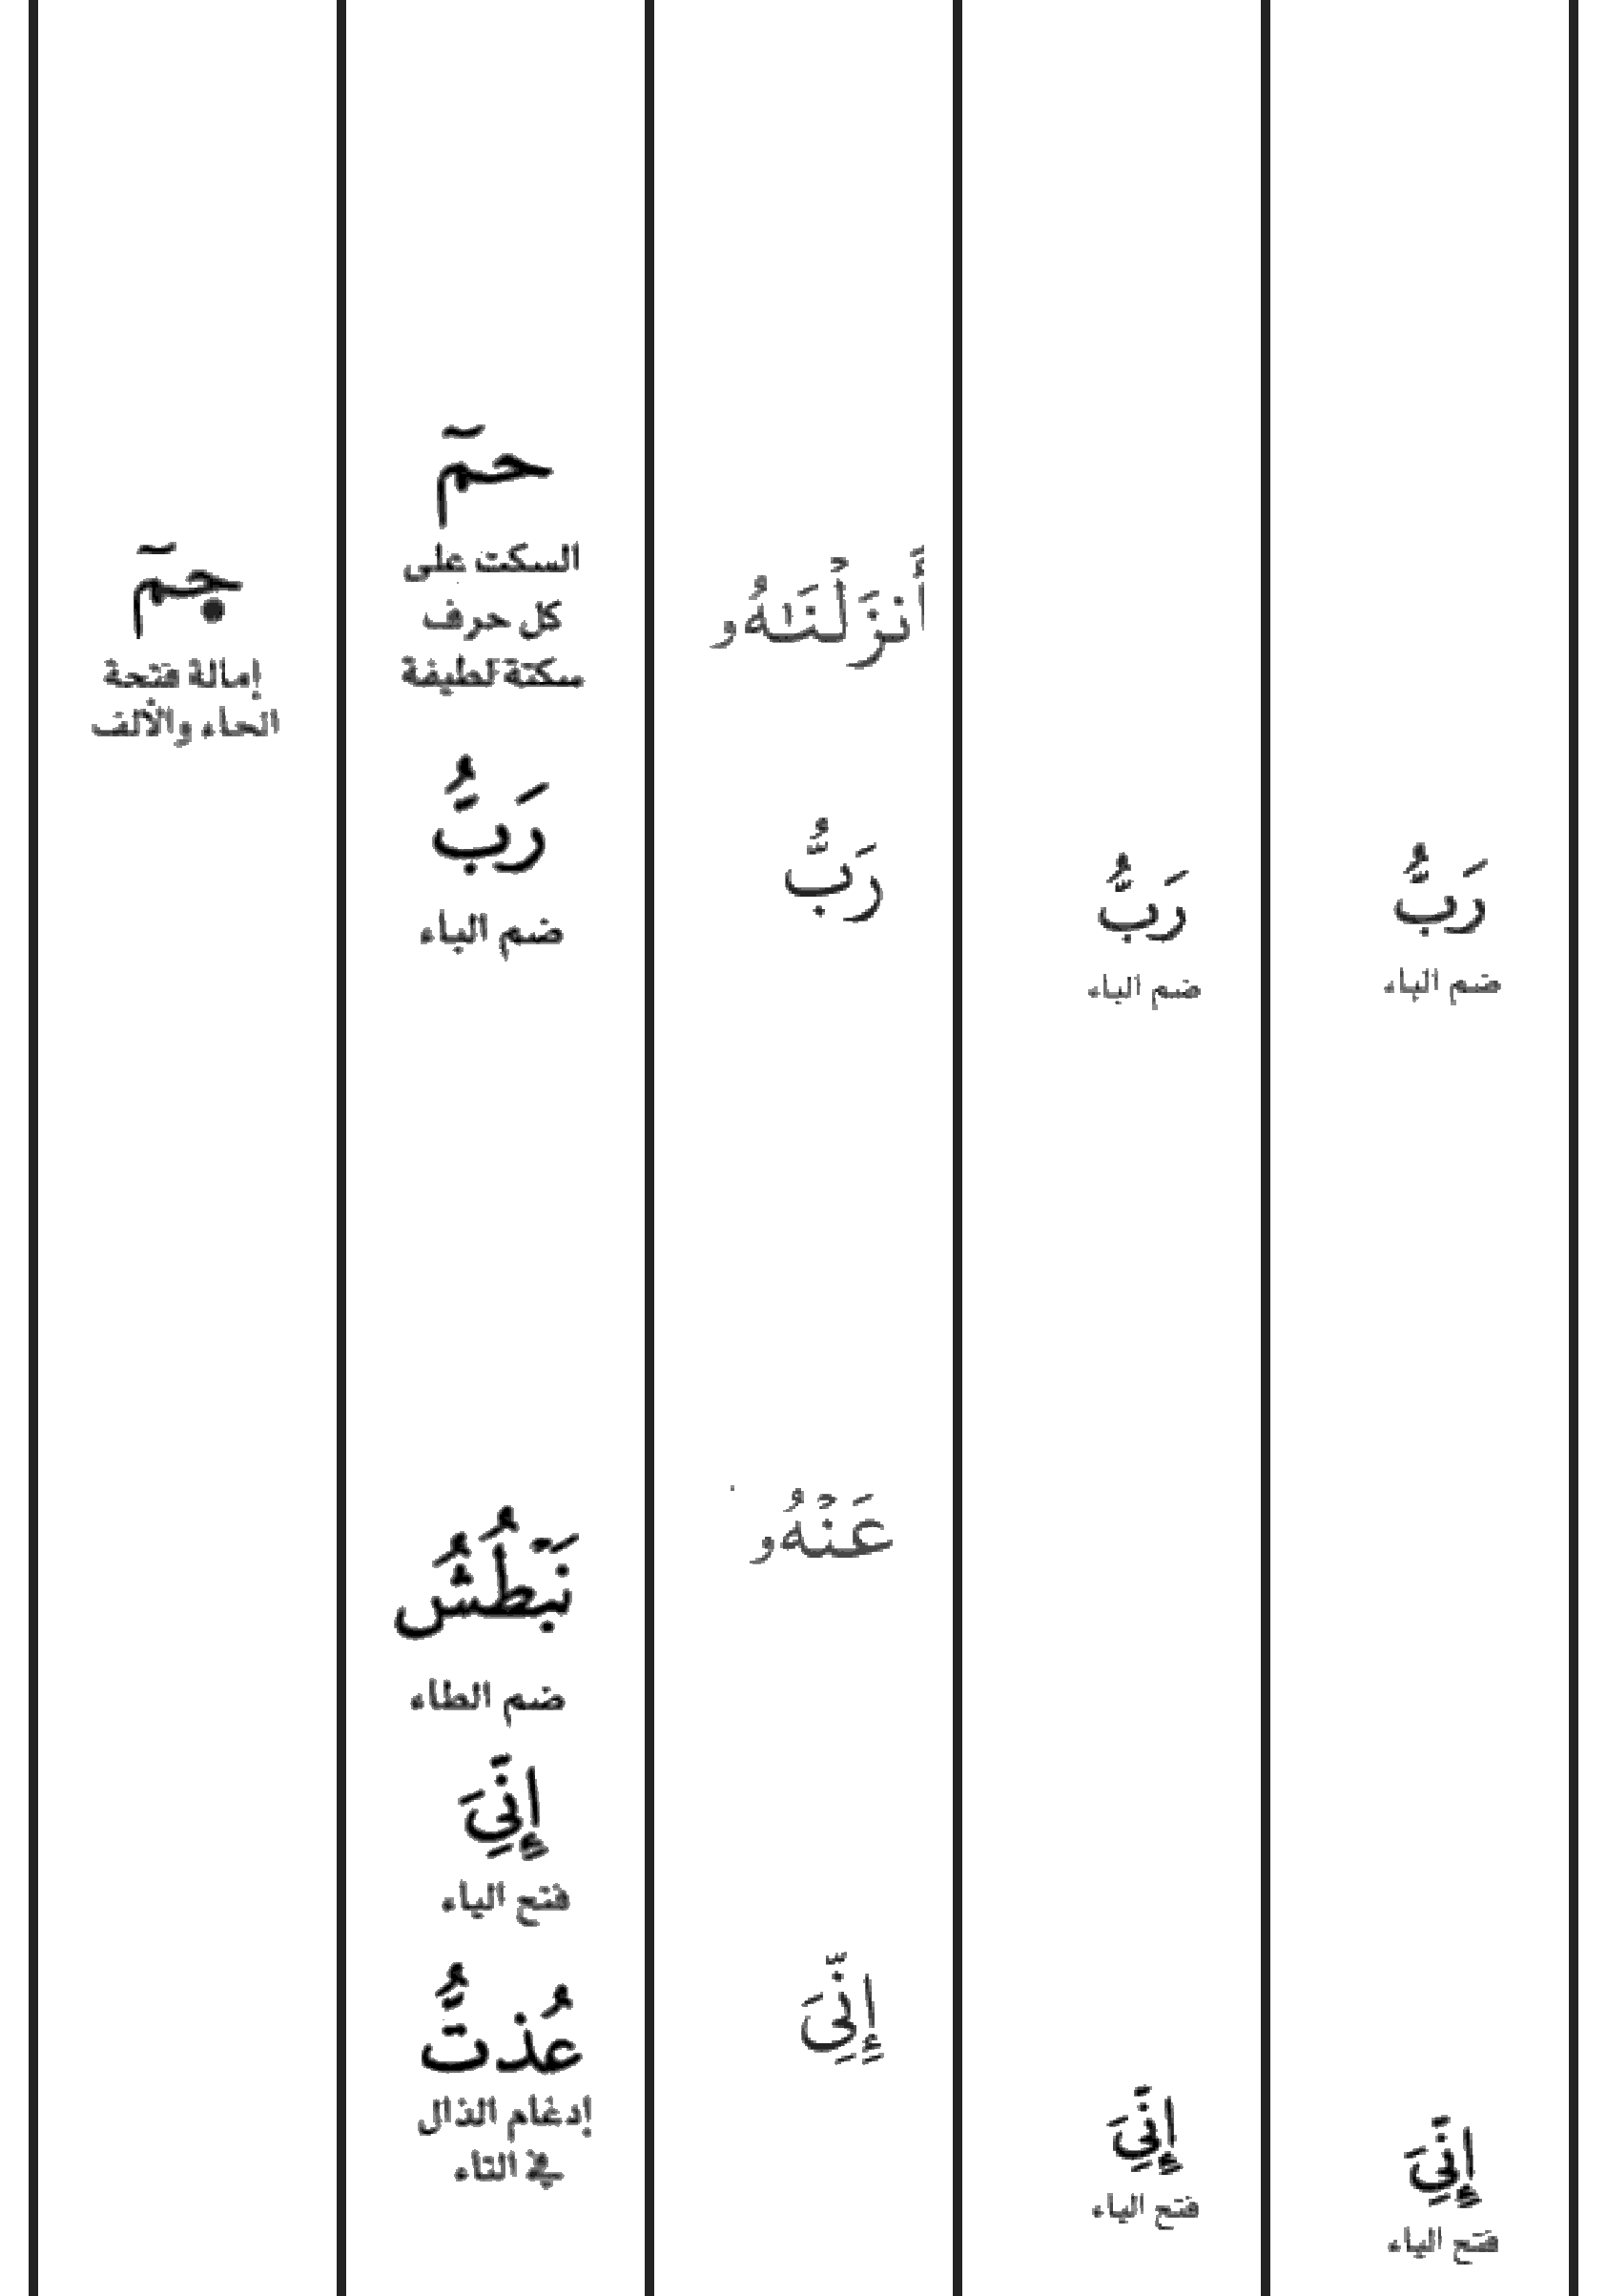 رَبُّ
ضم الباء
إِنِّيَ
فتح الياء
رَبُّ
ضم الباء
إِنِّيَ
فتح الياء
أَنزَلْنَٰهُۥ
رَبُّ
عَنْهُۥ
إِنِّيَ
حمٓ
السكت على
كل حرف
سكتة لطيفة
رَبُّ
ضم الباء
نَبْطُشُ
ضم الطاء
إِنِّيَ
فتح الياء
عُذتُّ
إدغام الذال
في التاء
حمٓ
إمالة فتحة
الحاء والألف